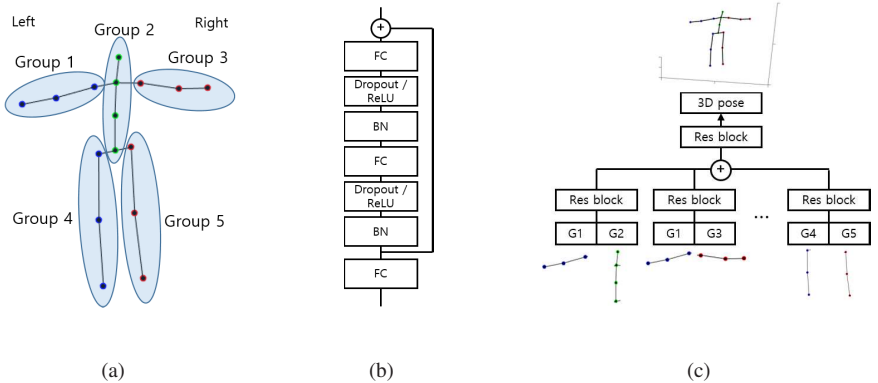 Left
Group 2
Right
Group 1
Group 3
Group 4
Group 5
(a)
+
FC
Dropout /
ReLU
BN
FC
Dropout /
ReLU
BN
FC
(b)
3D pose
Res block
+
Res block
Res block
...
Res block
G1 G2
G1 G3
G4 G5
(c)